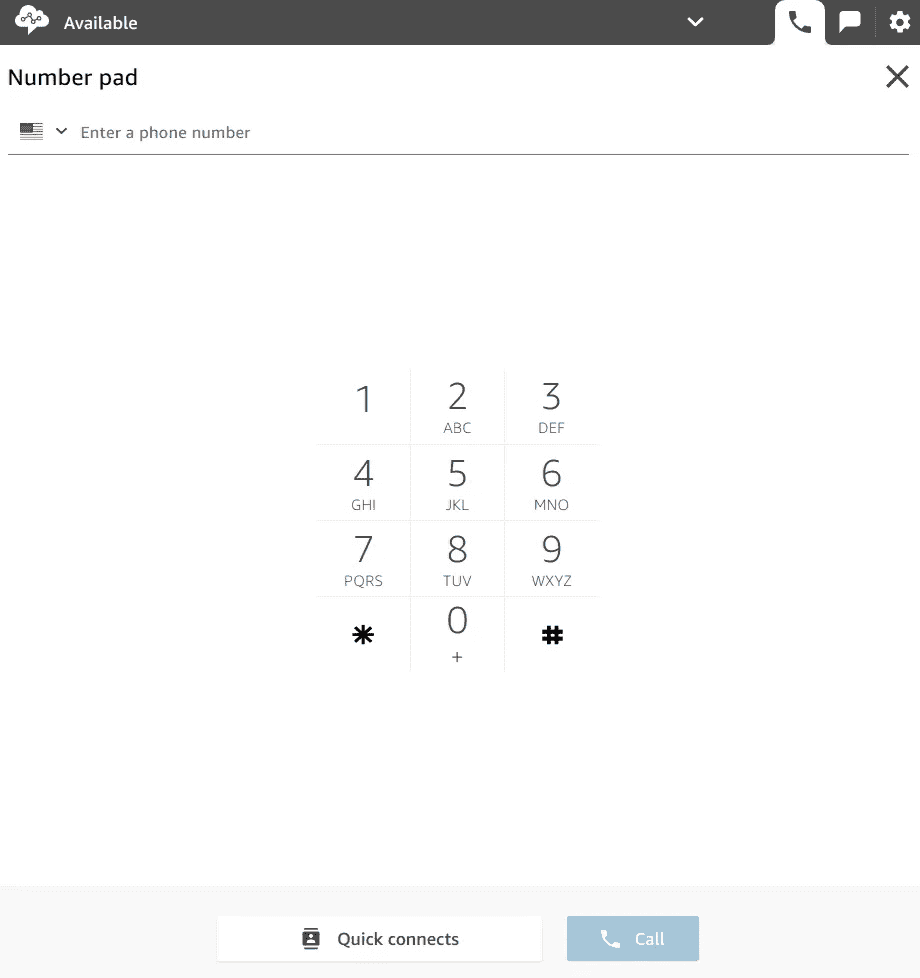 Available
Number pad
Enter a phone number
1 2 3
ABC DEF
4 5 6
GHI JKL MNO
7 8 9
PQRS TUV WXYZ
* 0 #
+
Quick connects Call